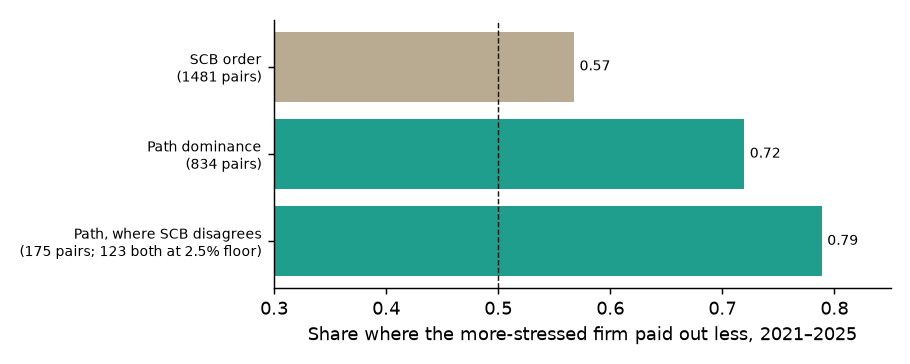 SCB order
(1481 pairs)
0.57
Path dominance
(834 pairs)
0.72
Path, where SCB disagrees
(175 pairs; 123 both at 2.5% floor)
0.79
0.3 0.4 0.5 0.6 0.7 0.8
Share where the more-stressed firm paid out less, 2021–2025